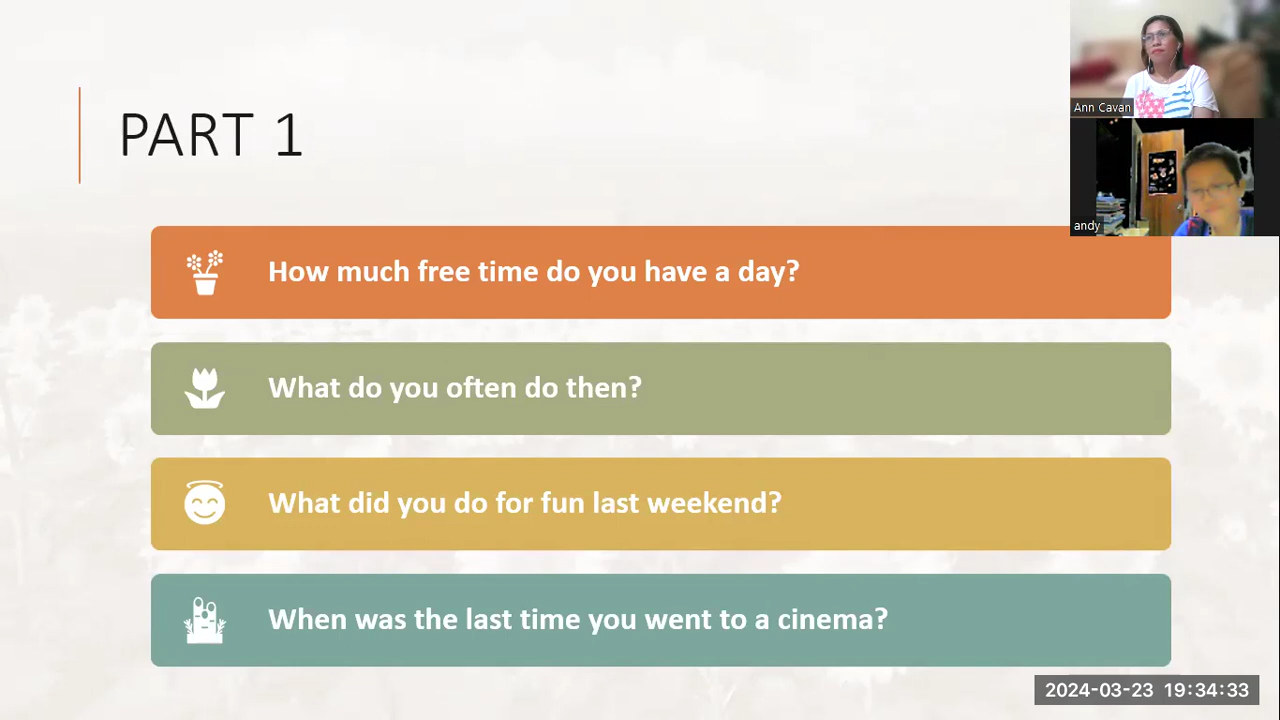 PART 1
Ann Cavan
andy
How much free time do you have a day?
What do you often do then?
What did you do for fun last weekend?
When was the last time you went to a cinema?
2024-03-23 19:34:33